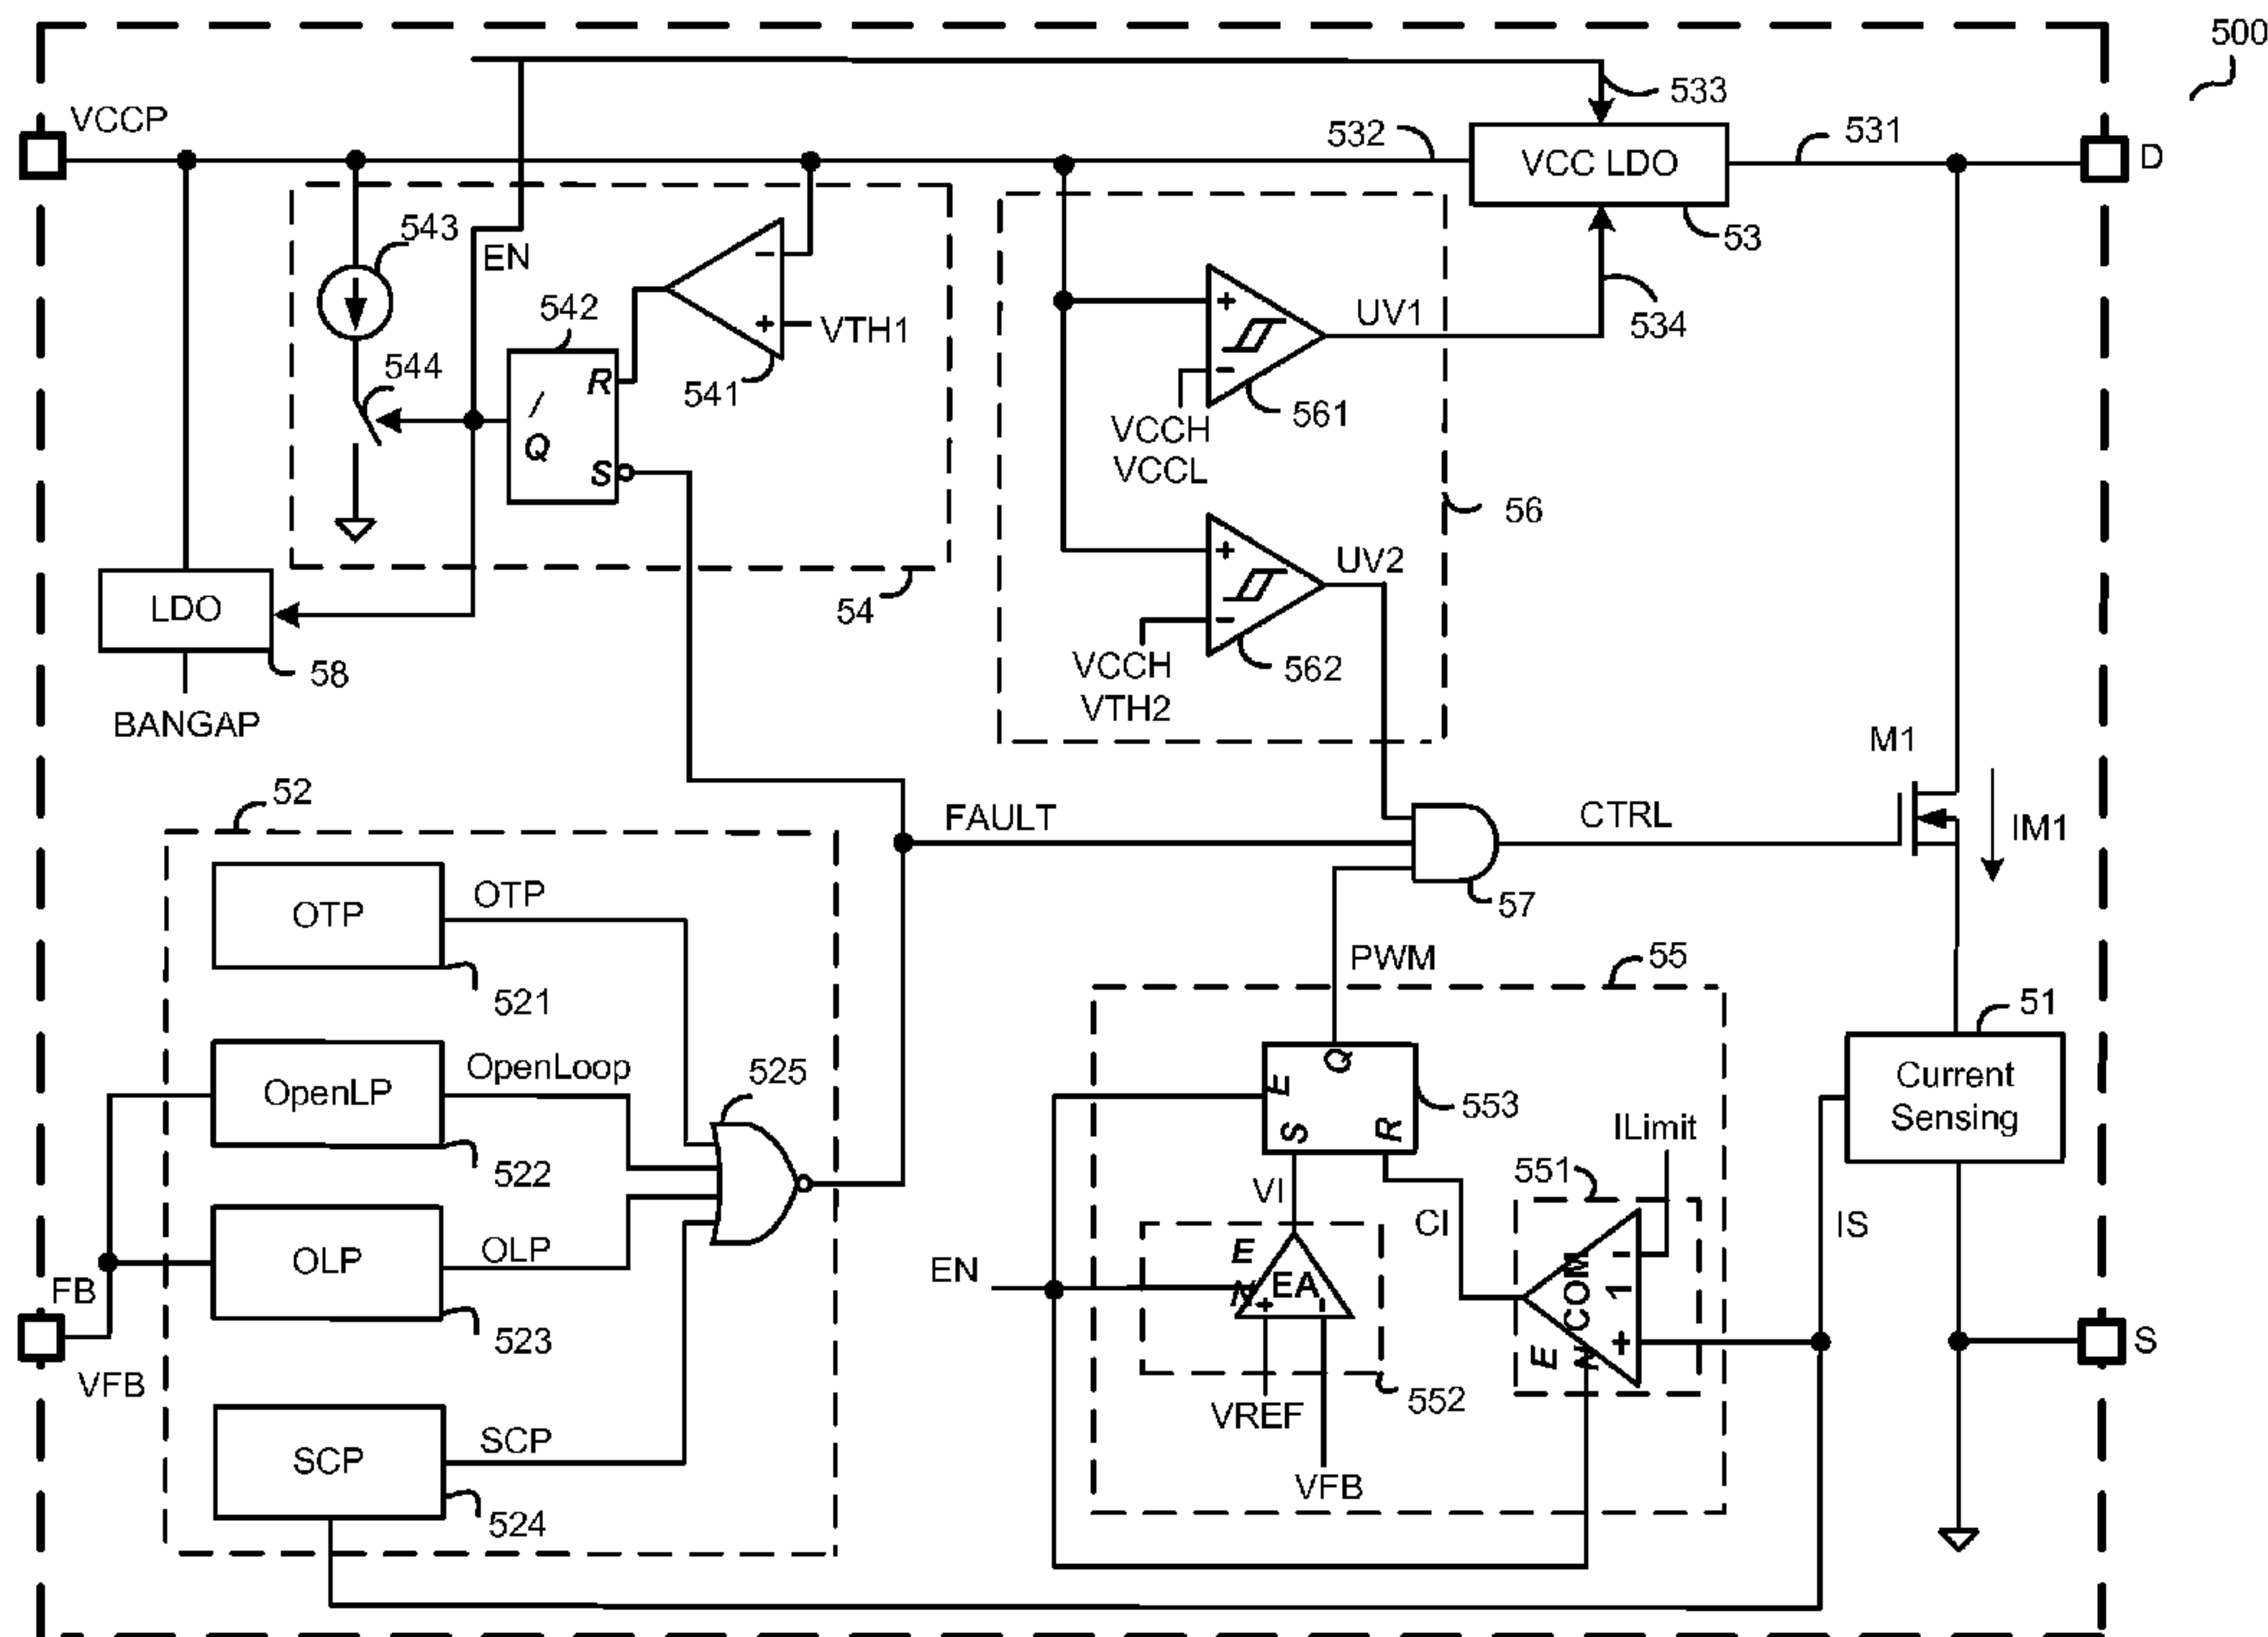 500
VCCP
533
532
531
VCC LDO
D
543
EN
53
542
UV1
534
VTH1
544
R
541
/
Q
561
VCCH
VCCL
S
56
UV2
54
LDO
562
58
VCCH
VTH2
BANGAP
M1
52
FAULT
CTRL
IM1
OTP
OTP
57
521
PWM
55
51
Q
OpenLoop
525
OpenLP
E
553
Current
Sensing
522
S
R
ILimit
551
VI
CI
IS
OLP
OLP
EN
E
N
EA
+
-
COM
1
-
+
E
N
FB
523
S
VFB
552
VREF
SCP
SCP
VFB
524